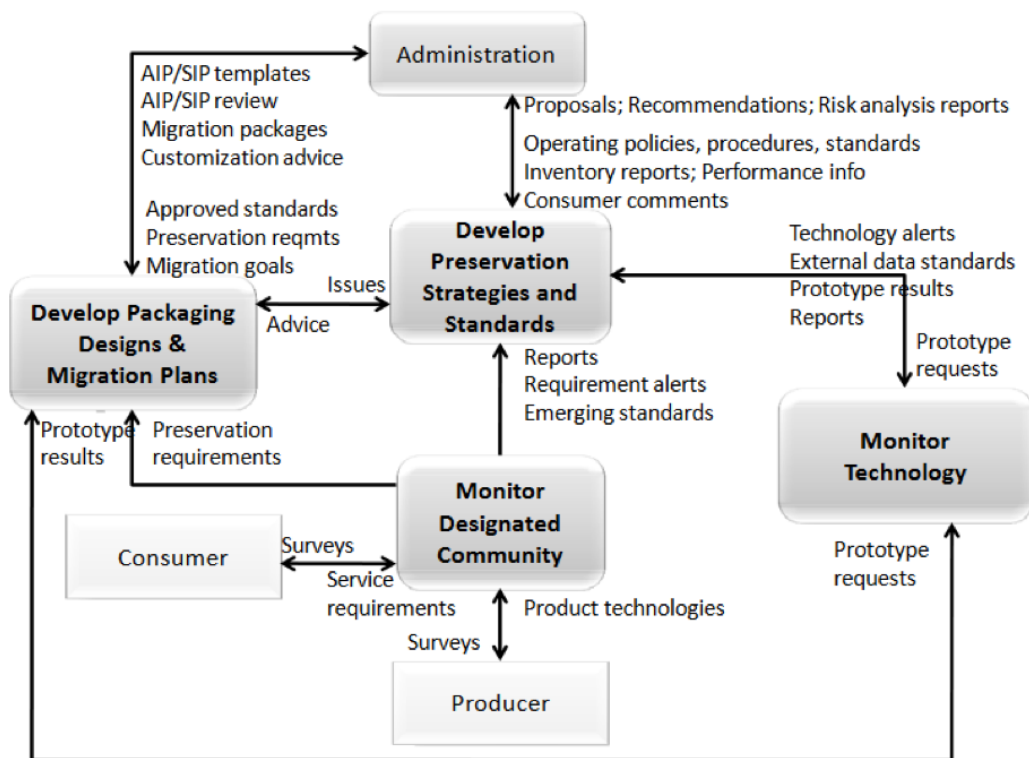 Administration
AIP/SIP templates
AIP/SIP review
Migration packages
Customization advice
Proposals; Recommendations; Risk analysis reports
Operating policies, procedures, standards
Inventory reports; Performance info
Consumer comments
Approved standards
Preservation reqmts
Migration goals
Develop
Preservation
Strategies and
Standards
Technology alerts
External data standards
Prototype results
Reports
Issues
Advice
Develop Packaging
Designs &
Migration Plans
Prototype
requests
Reports
Requirement alerts
Emerging standards
Prototype
results
Preservation
requirements
Monitor
Technology
Monitor
Designated
Community
Consumer
Surveys
Service
requirements
Prototype
requests
Product technologies
Surveys
Producer